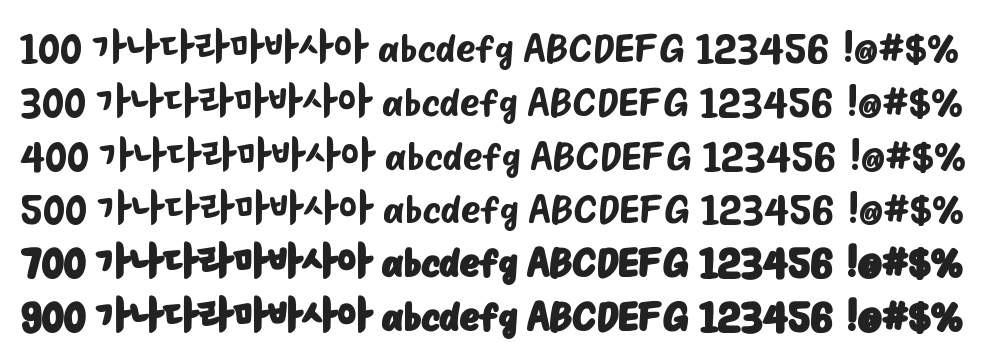 100 가나다라마바사아 abcdefg ABCDEFG 123456 !@#$%
300 가나다라마바사아 abcdefg ABCDEFG 123456 !@#$%
400 가나다라마바사아 abcdefg ABCDEFG 123456 !@#$%
500 가나다라마바사아 abcdefg ABCDEFG 123456 !@#$%
700 가나다라마바사아 abcdefg ABCDEFG 123456 !@#$%
900 가나다라마바사아 abcdefg ABCDEFG 123456 !@#$%